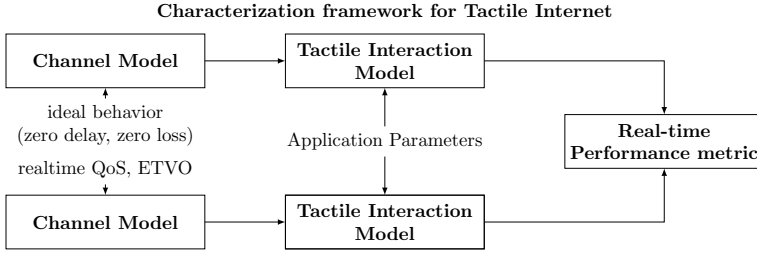 Characterization framework for Tactile Internet
Channel Model
Tactile Interaction
Model
ideal behavior
(zero delay, zero loss)
Application Parameters
Real-time
Performance metric
realtime QoS, ETVO
Channel Model
Tactile Interaction
Model